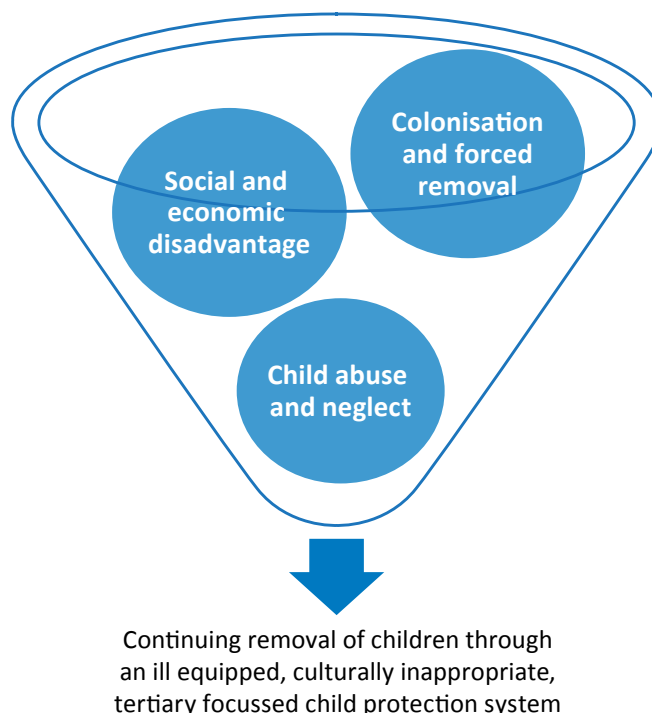 Colonisation
and forced
removal
Social and
economic
disadvantage
Child abuse
and neglect
Continuing removal of children through
an ill equipped, culturally inappropriate,
tertiary focussed child protection system